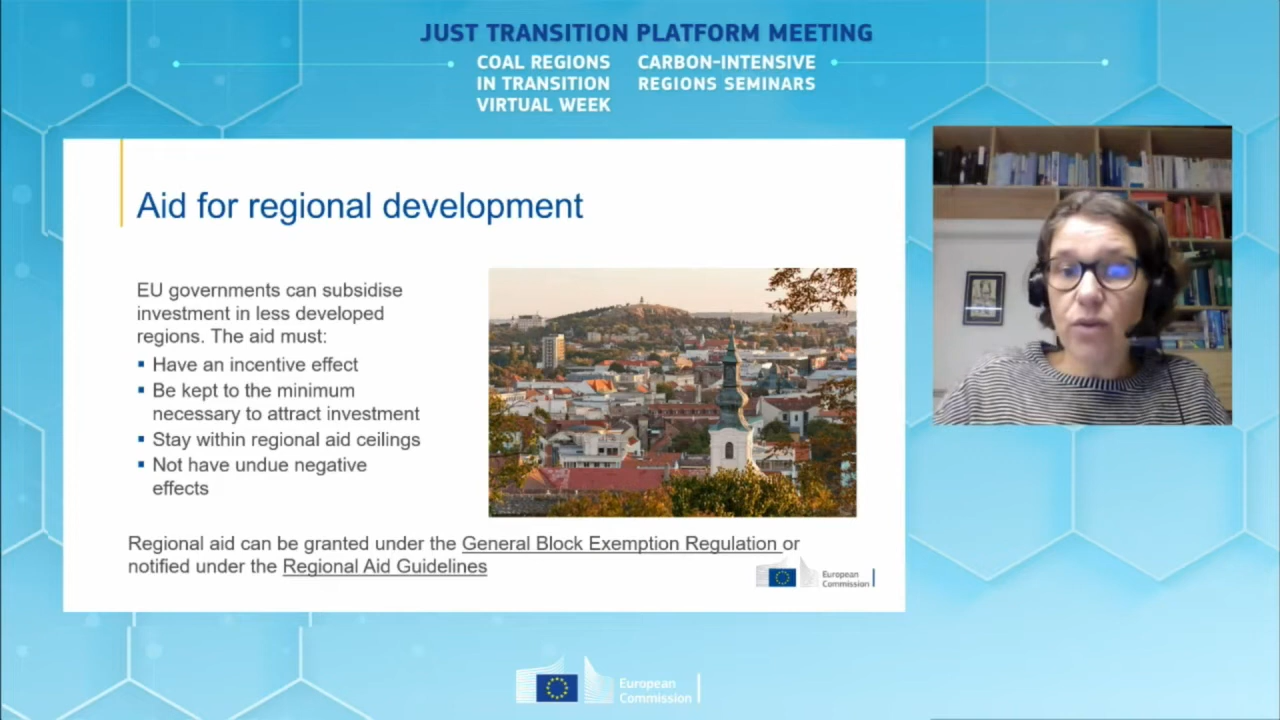 JUST TRANSITION PLATFORM MEETING
COAL REGIONS
IN TRANSITION
VIRTUAL WEEK
CARBON-INTENSIVE
REGIONS SEMINARS
Aid for regional development
EU governments can subsidise
investment in less developed
regions. The aid must:
▪ Have an incentive effect
▪ Be kept to the minimum
necessary to attract investment
▪ Stay within regional aid ceilings
▪ Not have undue negative
effects
Regional aid can be granted under the General Block Exemption Regulation or
notified under the Regional Aid Guidelines
European
Commission
European
Commission